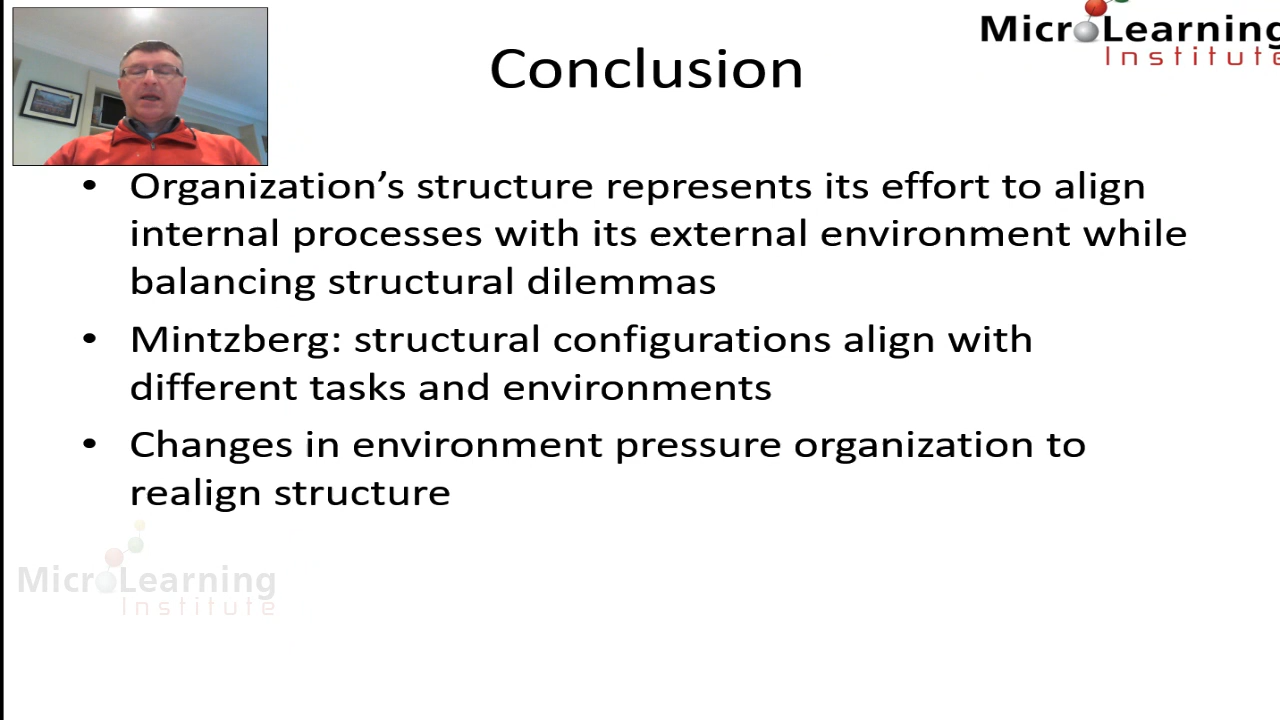 MicroLearning
Institute
Conclusion
• Organization’s structure represents its effort to align
internal processes with its external environment while
balancing structural dilemmas
• Mintzberg: structural configurations align with
different tasks and environments
• Changes in environment pressure organization to
realign structure
MicroLearning
Institute